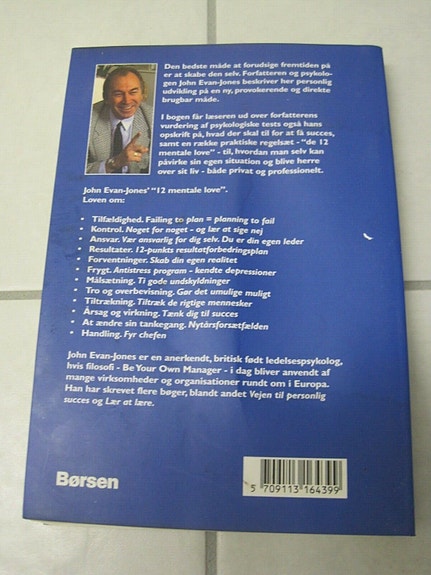 Den bedste måde at forudsige fremtiden på
er at skabe den selv. Forfatteren og psykolo-
gen John Evan-Jones beskriver her personlig
udvikling på en ny, provokerende og direkte
brugbar måde.
I bogen får læseren ud over forfatterens
vurdering af psykologiske tests også hans
opskrift på, hvad der skal til for at få succes,
samt en række praktiske regelsæt - "de 12
mentale love" - til, hvordan man selv kan
påvirke sin egen situation og blive herre
over sit liv - både privat og professionelt.
John Evan-Jones' "12 mentale love".
Loven om:
• Tilfældighed. Failing to plan = planning to fail
• Kontrol. Noget for noget - og lær at sige nej
• Ansvar. Vær ansvarlig for dig selv. Du er din egen leder
• Resultater. 12-punkts resultatforbedringsplan
• Forventninger. Skab din egen realitet
• Frygt. Antistress program - kendte depressioner
• Målsætning. Ti gode undskyldninger
• Tro og overbevisning. Gør det umulige muligt
• Tiltrækning. Tiltræk de rigtige mennesker
• Årsag og virkning. Tænk dig til succes
• At ændre sin tankegang. Nytårsforsætfælden
• Handling. Fyr chefen
John Evan-Jones er en anerkendt, britisk født ledelsespsykolog,
hvis filosofi - Be Your Own Manager - i dag bliver anvendt af
mange virksomheder og organisationer rundt om i Europa.
Han har skrevet flere bøger, blandt andet Vejen til personlig
succes og Lær at lære.
Børsen
5 709113 164399